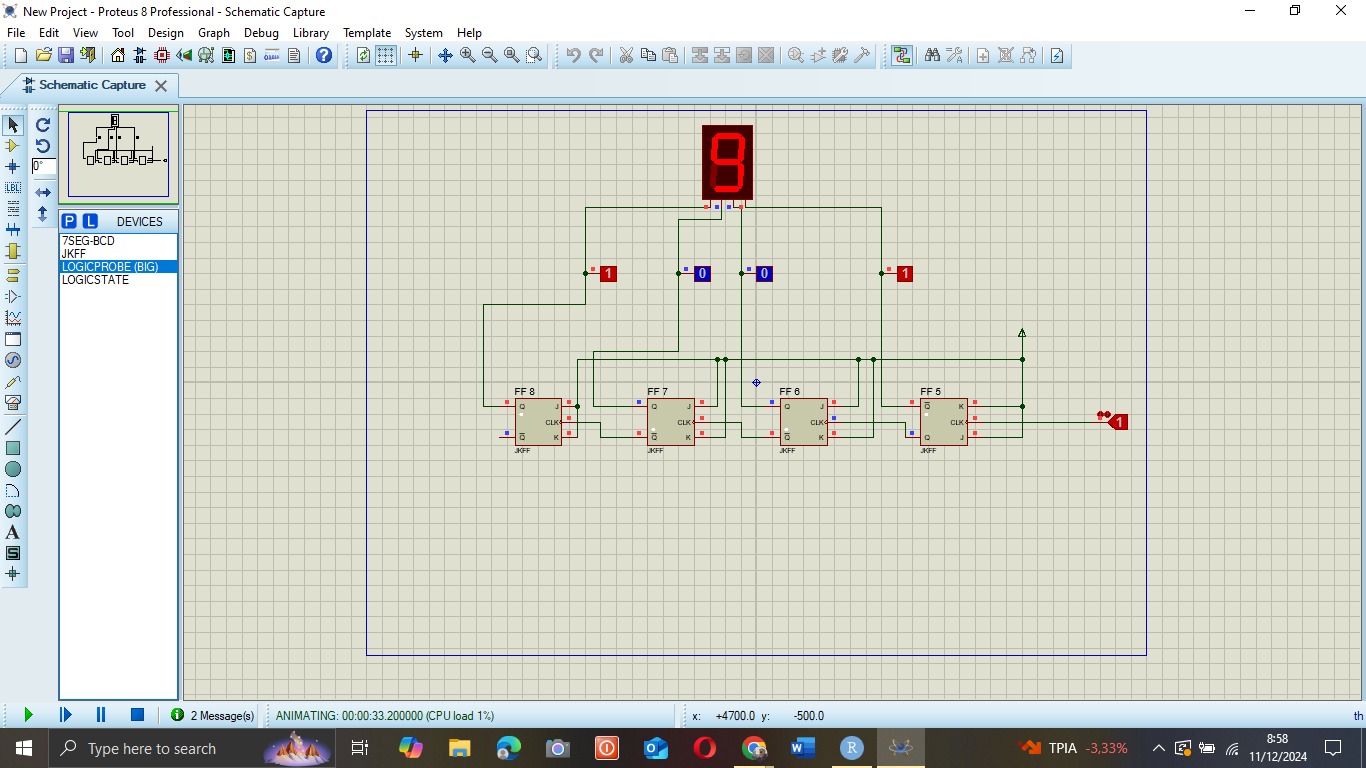 New Project - Proteus 8 Professional - Schematic Capture
File Edit View Tool Design Graph Debug Library Template System Help
Schematic Capture
0°
LBL
A
S
P L DEVICES
7SEG-BCD
JKFF
LOGICPROBE (BIG)
LOGICSTATE
9
1 0 0 1
FF 8 FF 7 FF 6 FF 5
Q J Q J Q J Q K
CLK CLK CLK CLK 1
Q K Q K Q K Q J
JKFF JKFF JKFF JKFF
2 Message(s) ANIMATING: 00:00:33.200000 (CPU load 1%) x: +4700.0 y: -500.0 th
Type here to search
W R
TPIA -3,33%
8:58
11/12/2024